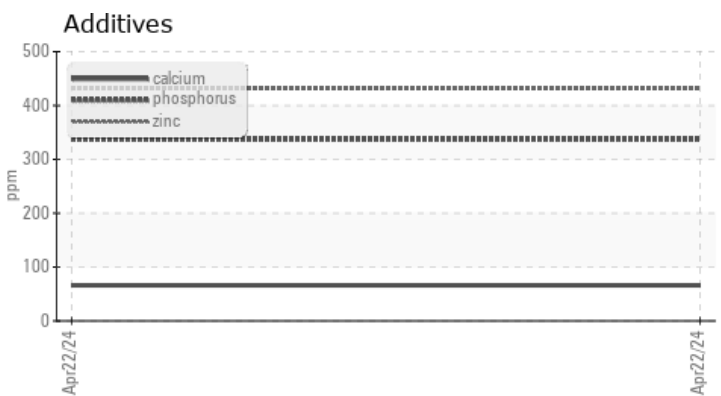 Additives
500
400
300
200
100
0
ppm
calcium
phosphorus
zinc
Apr22/24
Apr22/24